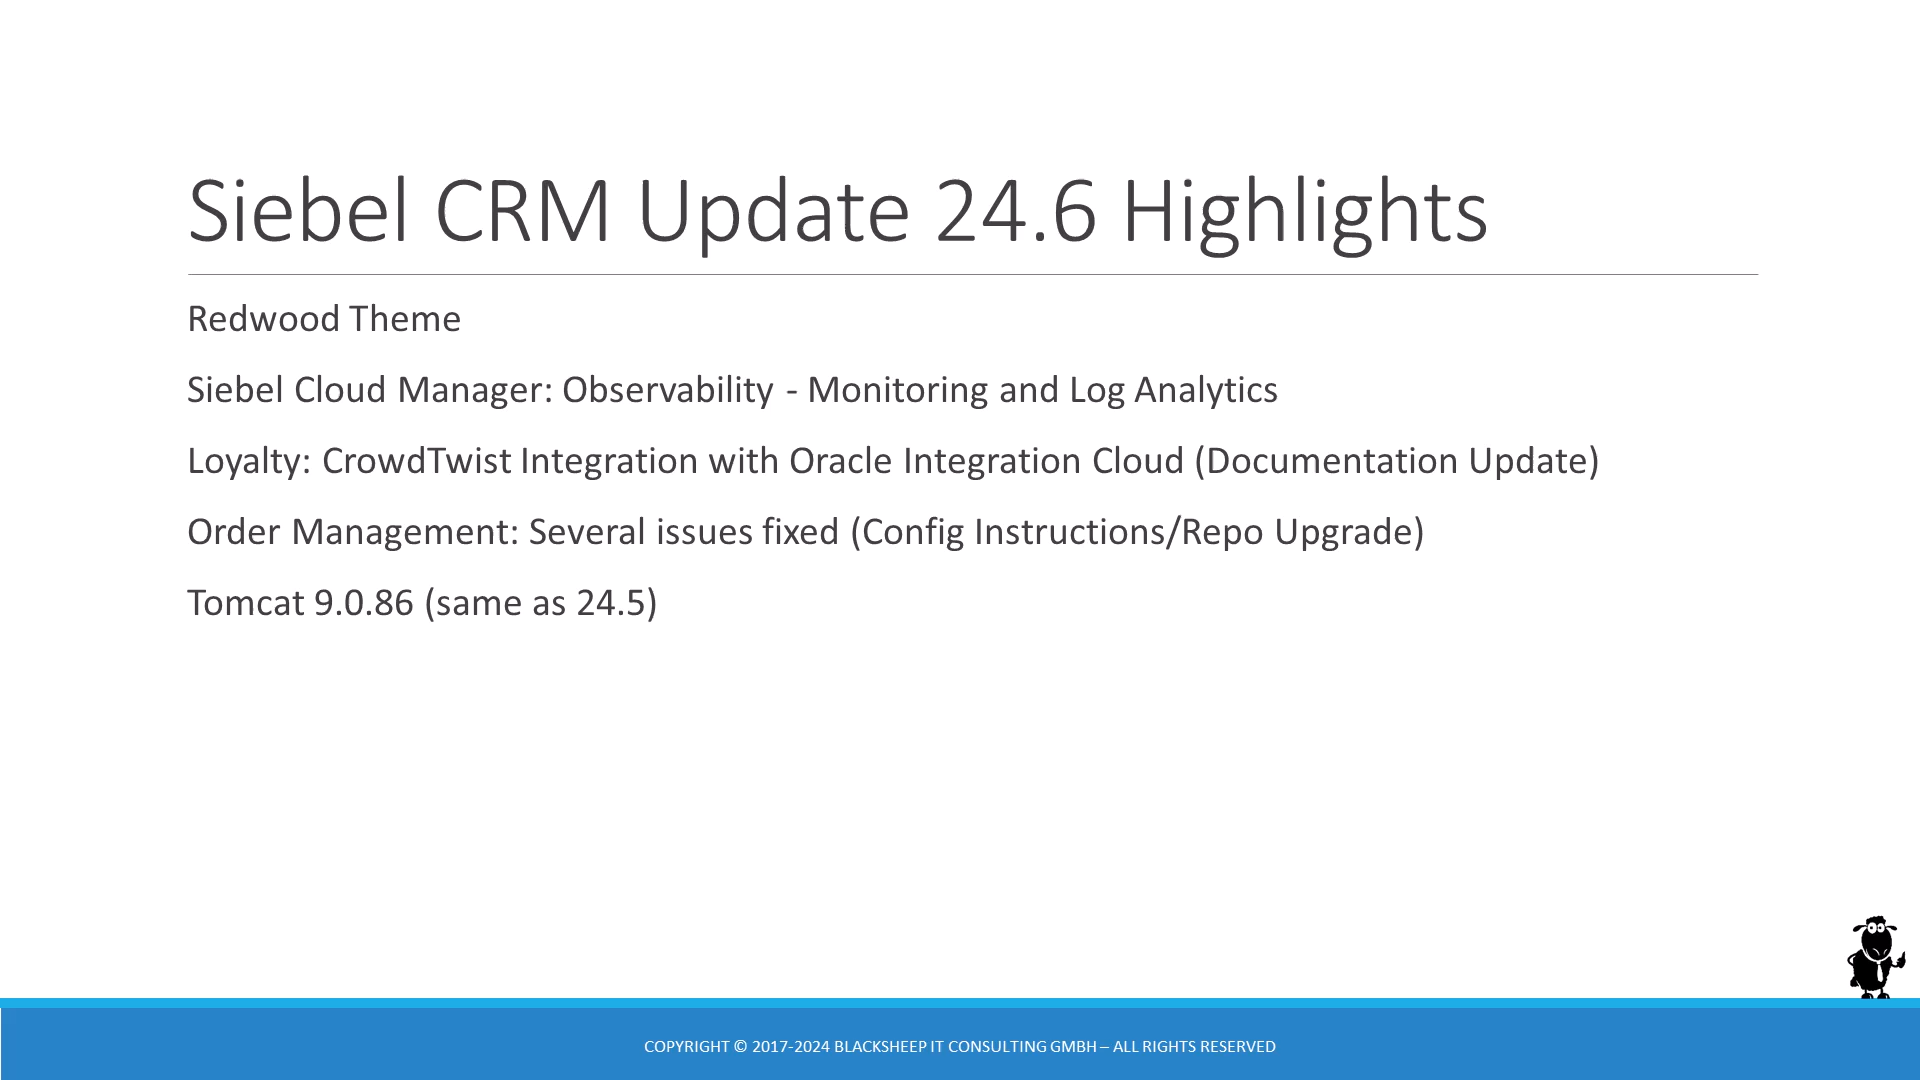 Siebel CRM Update 24.6 Highlights
Redwood Theme
Siebel Cloud Manager: Observability - Monitoring and Log Analytics
Loyalty: CrowdTwist Integration with Oracle Integration Cloud (Documentation Update)
Order Management: Several issues fixed (Config Instructions/Repo Upgrade)
Tomcat 9.0.86 (same as 24.5)
COPYRIGHT © 2017-2024 BLACKSHEEP IT CONSULTING GMBH – ALL RIGHTS RESERVED